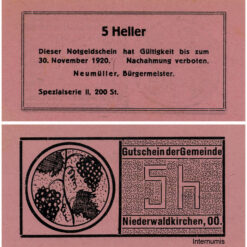 5 Heller
Dieser Notgeldschein hat Gültigkeit bis zum
30. November 1920. Nachahmung verboten.
Neumüller, Bürgermeister.
Spezialserie II, 200 St.
Gutschein der Gemeinde
5h
Niederwaldkirchen, OÖ.
Internumis